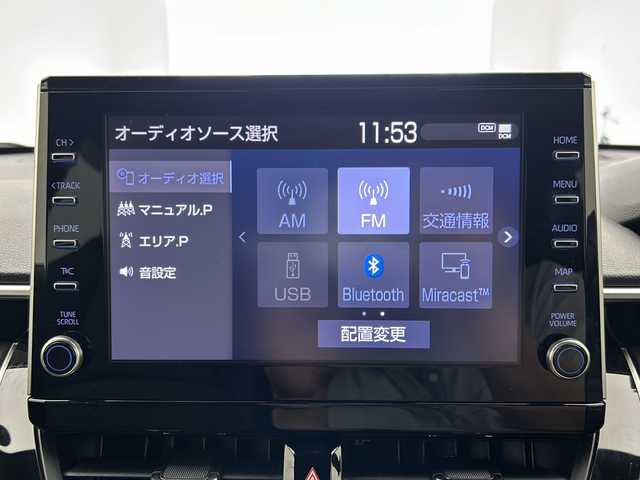 オーディオソース選択
11:53
DCM
DCM
CH >
< TRACK
PHONE
TUNE
SCROLL
HOME
MENU
AUDIO
MAP
POWER
VOLUME
オーディオ選択
マニュアル.P
エリア.P
音設定
AM
FM
交通情報
USB
Bluetooth
Miracast™
配置変更